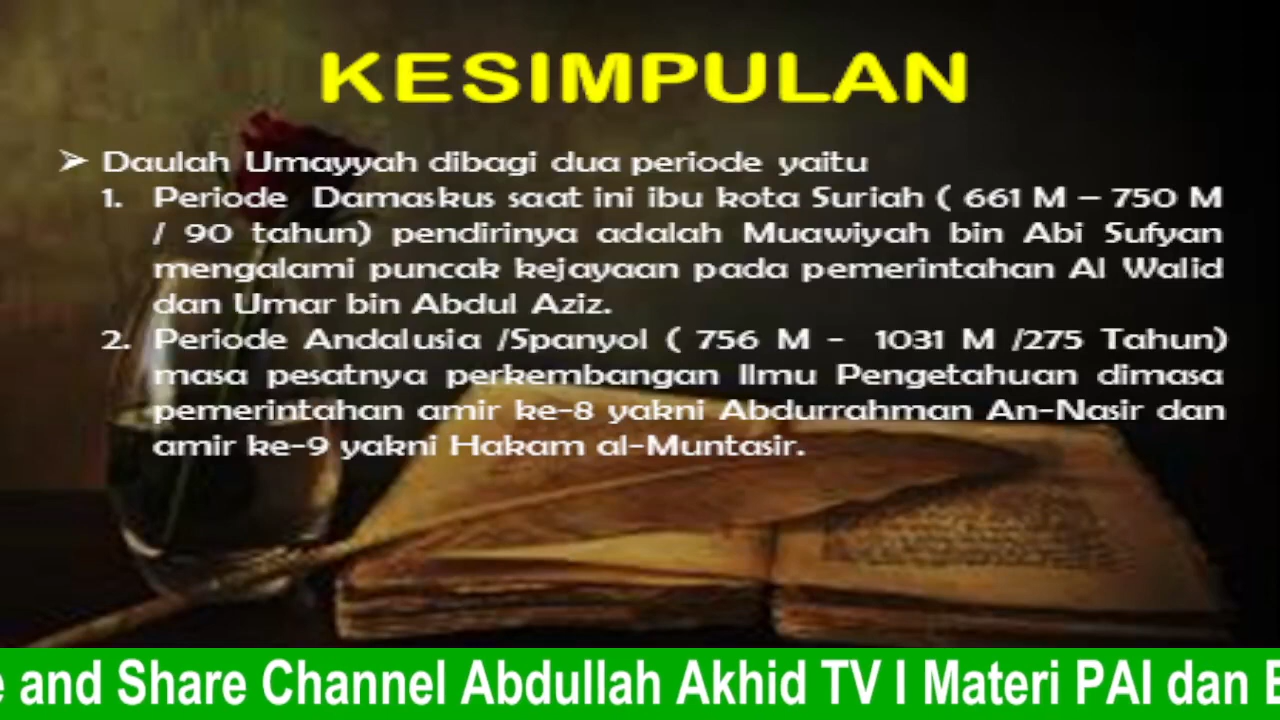 KESIMPULAN
➢ Daulah Umayyah dibagi dua periode yaitu
1. Periode Damaskus saat ini ibu kota Suriah ( 661 M – 750 M
/ 90 tahun) pendirinya adalah Muawiyah bin Abi Sufyan
mengalami puncak kejayaan pada pemerintahan Al Walid
dan Umar bin Abdul Aziz.
2. Periode Andalusia /Spanyol ( 756 M - 1031 M /275 Tahun)
masa pesatnya perkembangan Ilmu Pengetahuan dimasa
pemerintahan amir ke-8 yakni Abdurrahman An-Nasir dan
amir ke-9 yakni Hakam al-Muntasir.
and Share Channel Abdullah Akhid TV I Materi PAI dan